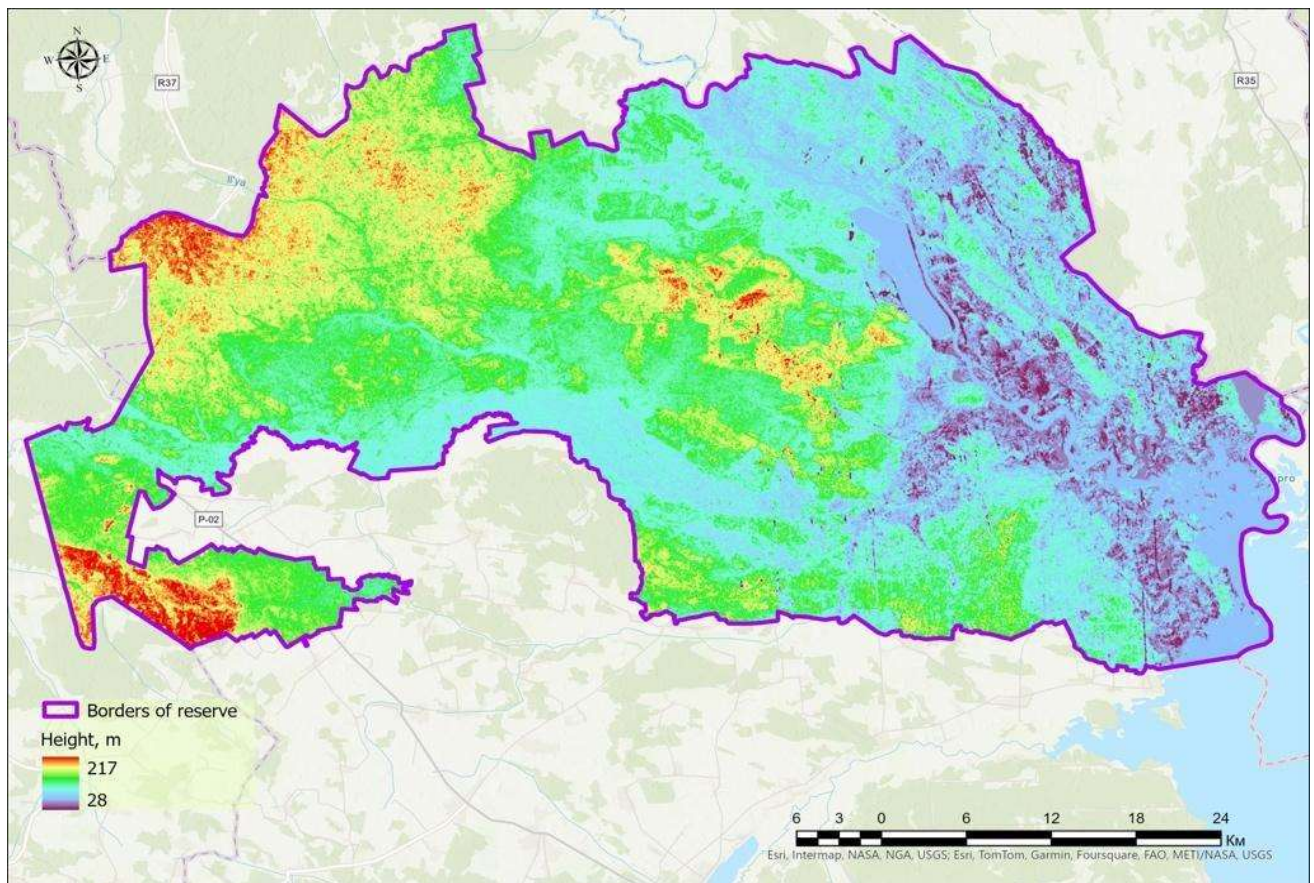 N
W E
S
R37
R35
Il'ya
pro
P-02
Borders of reserve
Height, m
217
28
6 3 0 6 12 18 24
Км
Esri, Intermap, NASA, NGA, USGS; Esri, TomTom, Garmin, Foursquare, FAO, METI/NASA, USGS